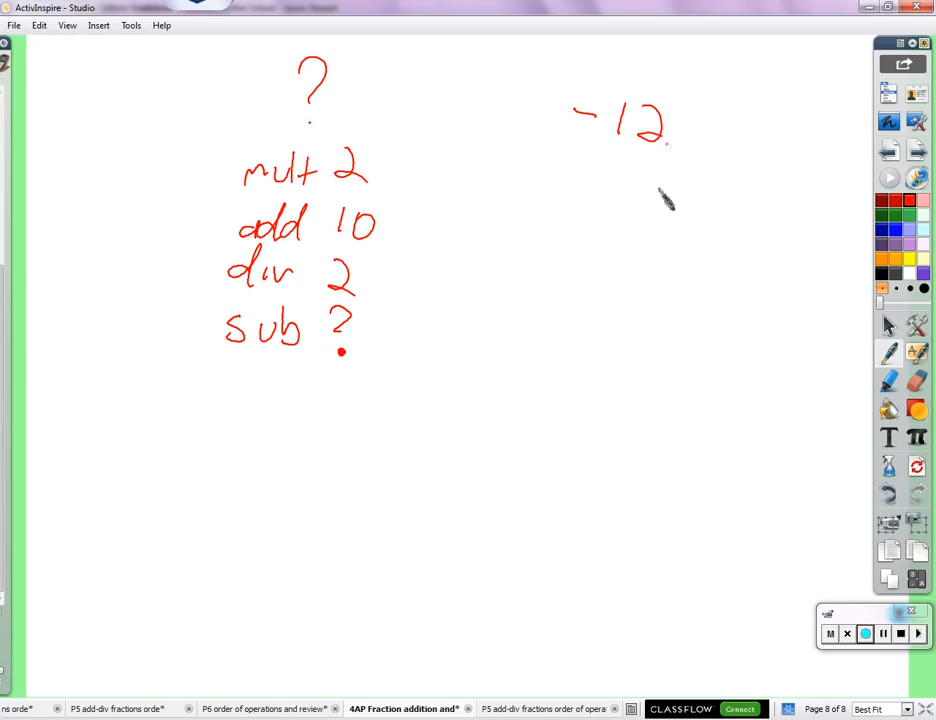 ActivInspire - Studio
File Edit View Insert Tools Help
?
mult 2
add 10
div 2
sub ?
-12
M
ns orde* P5 add-div fractions orde* P6 order of operations and review* 4AP Fraction addition and* P5 add-div fractions order of opera
CLASSFLOW Connect
Page 8 of 8 Best Fit